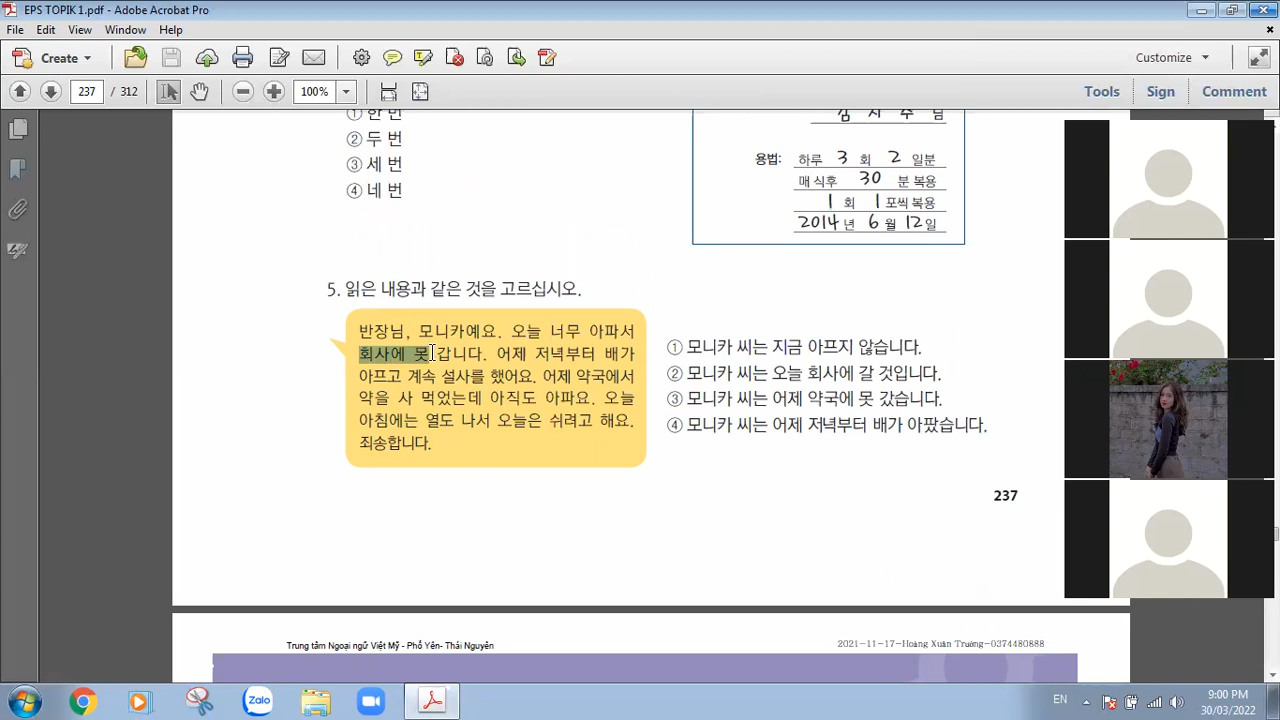 EPS TOPIK 1.pdf - Adobe Acrobat Pro
File Edit View Window Help
Create
Customize
237 / 312
100%
Tools Sign Comment
① 한 번
② 두 번
③ 세 번
④ 네 번
김 지 수 님
용법: 하루 3 회 2 일분
매 식후 30 분 복용
1 회 1 포씩 복용
2014 년 6 월 12 일
5. 읽은 내용과 같은 것을 고르십시오.
반장님, 모니카예요. 오늘 너무 아파서
회사에 못 갑니다. 어제 저녁부터 배가
아프고 계속 설사를 했어요. 어제 약국에서
약을 사 먹었는데 아직도 아파요. 오늘
아침에는 열도 나서 오늘은 쉬려고 해요.
죄송합니다.
① 모니카 씨는 지금 아프지 않습니다.
② 모니카 씨는 오늘 회사에 갈 것입니다.
③ 모니카 씨는 어제 약국에 못 갔습니다.
④ 모니카 씨는 어제 저녁부터 배가 아팠습니다.
237
Trung tâm Ngoại ngữ Việt Mỹ - Phổ Yên- Thái Nguyên
2021-11-17-Hoàng Xuân Trường-0374480888
Zalo
EN
9:00 PM
30/03/2022